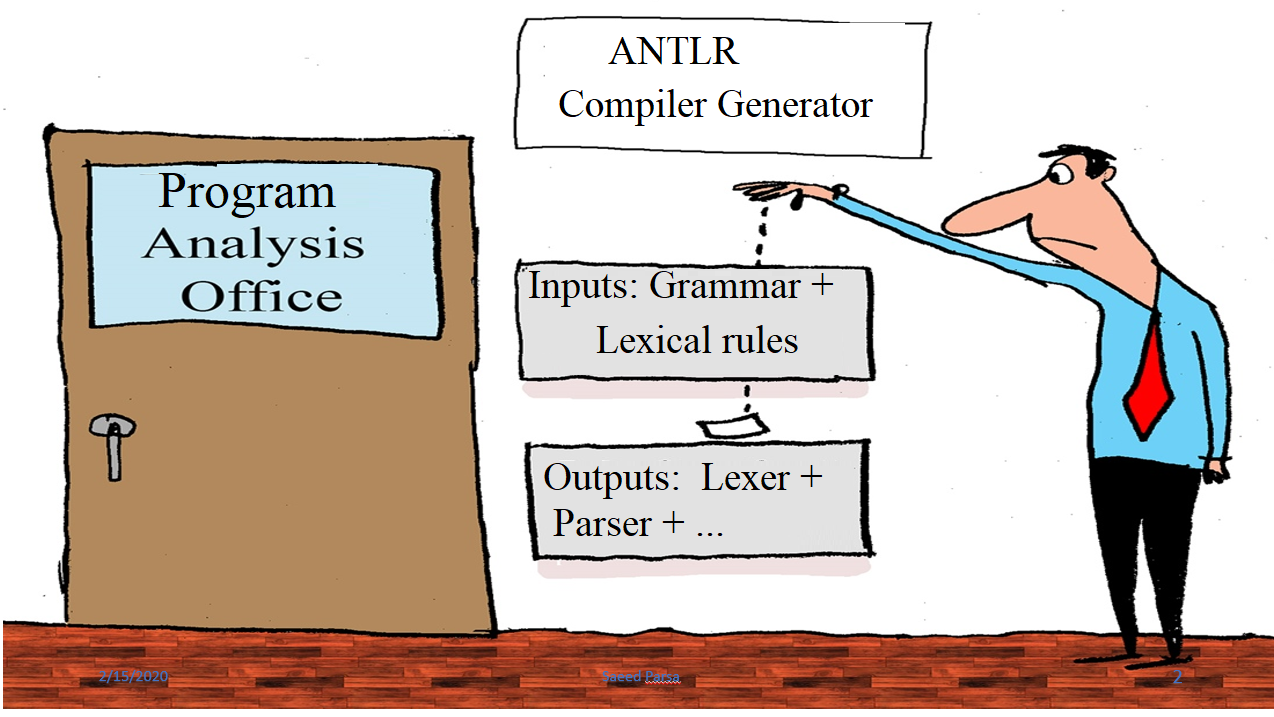 ANTLR
Compiler Generator
Program
Analysis
Office
Inputs: Grammar +
Lexical rules
Outputs: Lexer +
Parser + ...
2/15/2020
Saeed Parsa
2